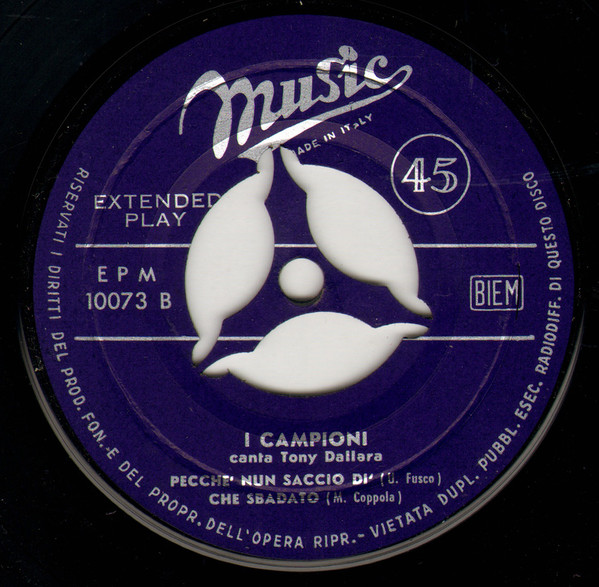 Music
MADE IN ITALY
45
EXTENDED
PLAY
E P M
10073 B
BIEM
I CAMPIONI
canta Tony Dallara
PECCHE' NUN SACCIO DI' (U. Fusco)
CHE SBADATO (M. Coppola)
RISERVATI I DIRITTI DEL PROD. FON.-E DEL PROPR. DELL'OPERA RIPR.-VIETATA DUPL. PUBBL. ESEC. RADIODIFF. DI QUESTO DISCO